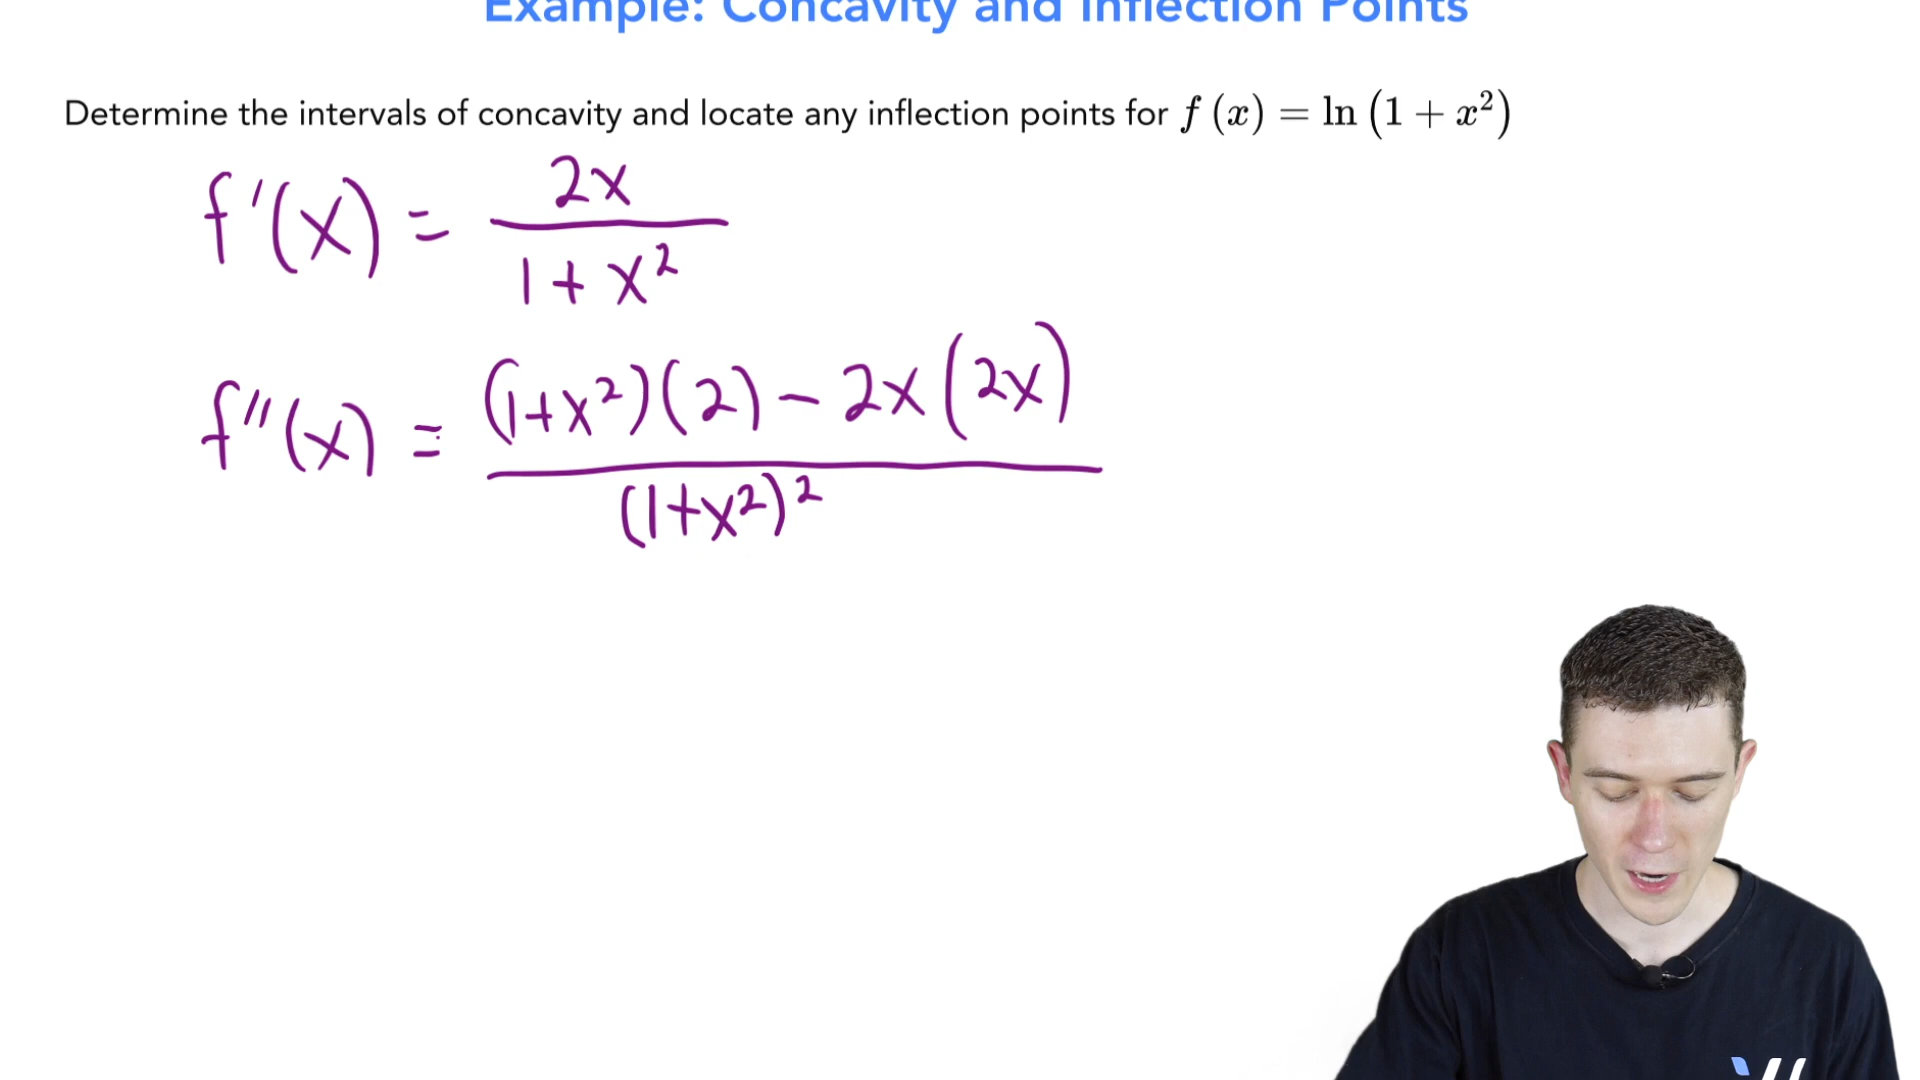 Example: Concavity and Inflection Points
Determine the intervals of concavity and locate any inflection points for f (x) = ln (1 + x²)
f'(x) = 2x / 1 + x²
f''(x) = (1+x²)(2) - 2x(2x) / (1+x²)²